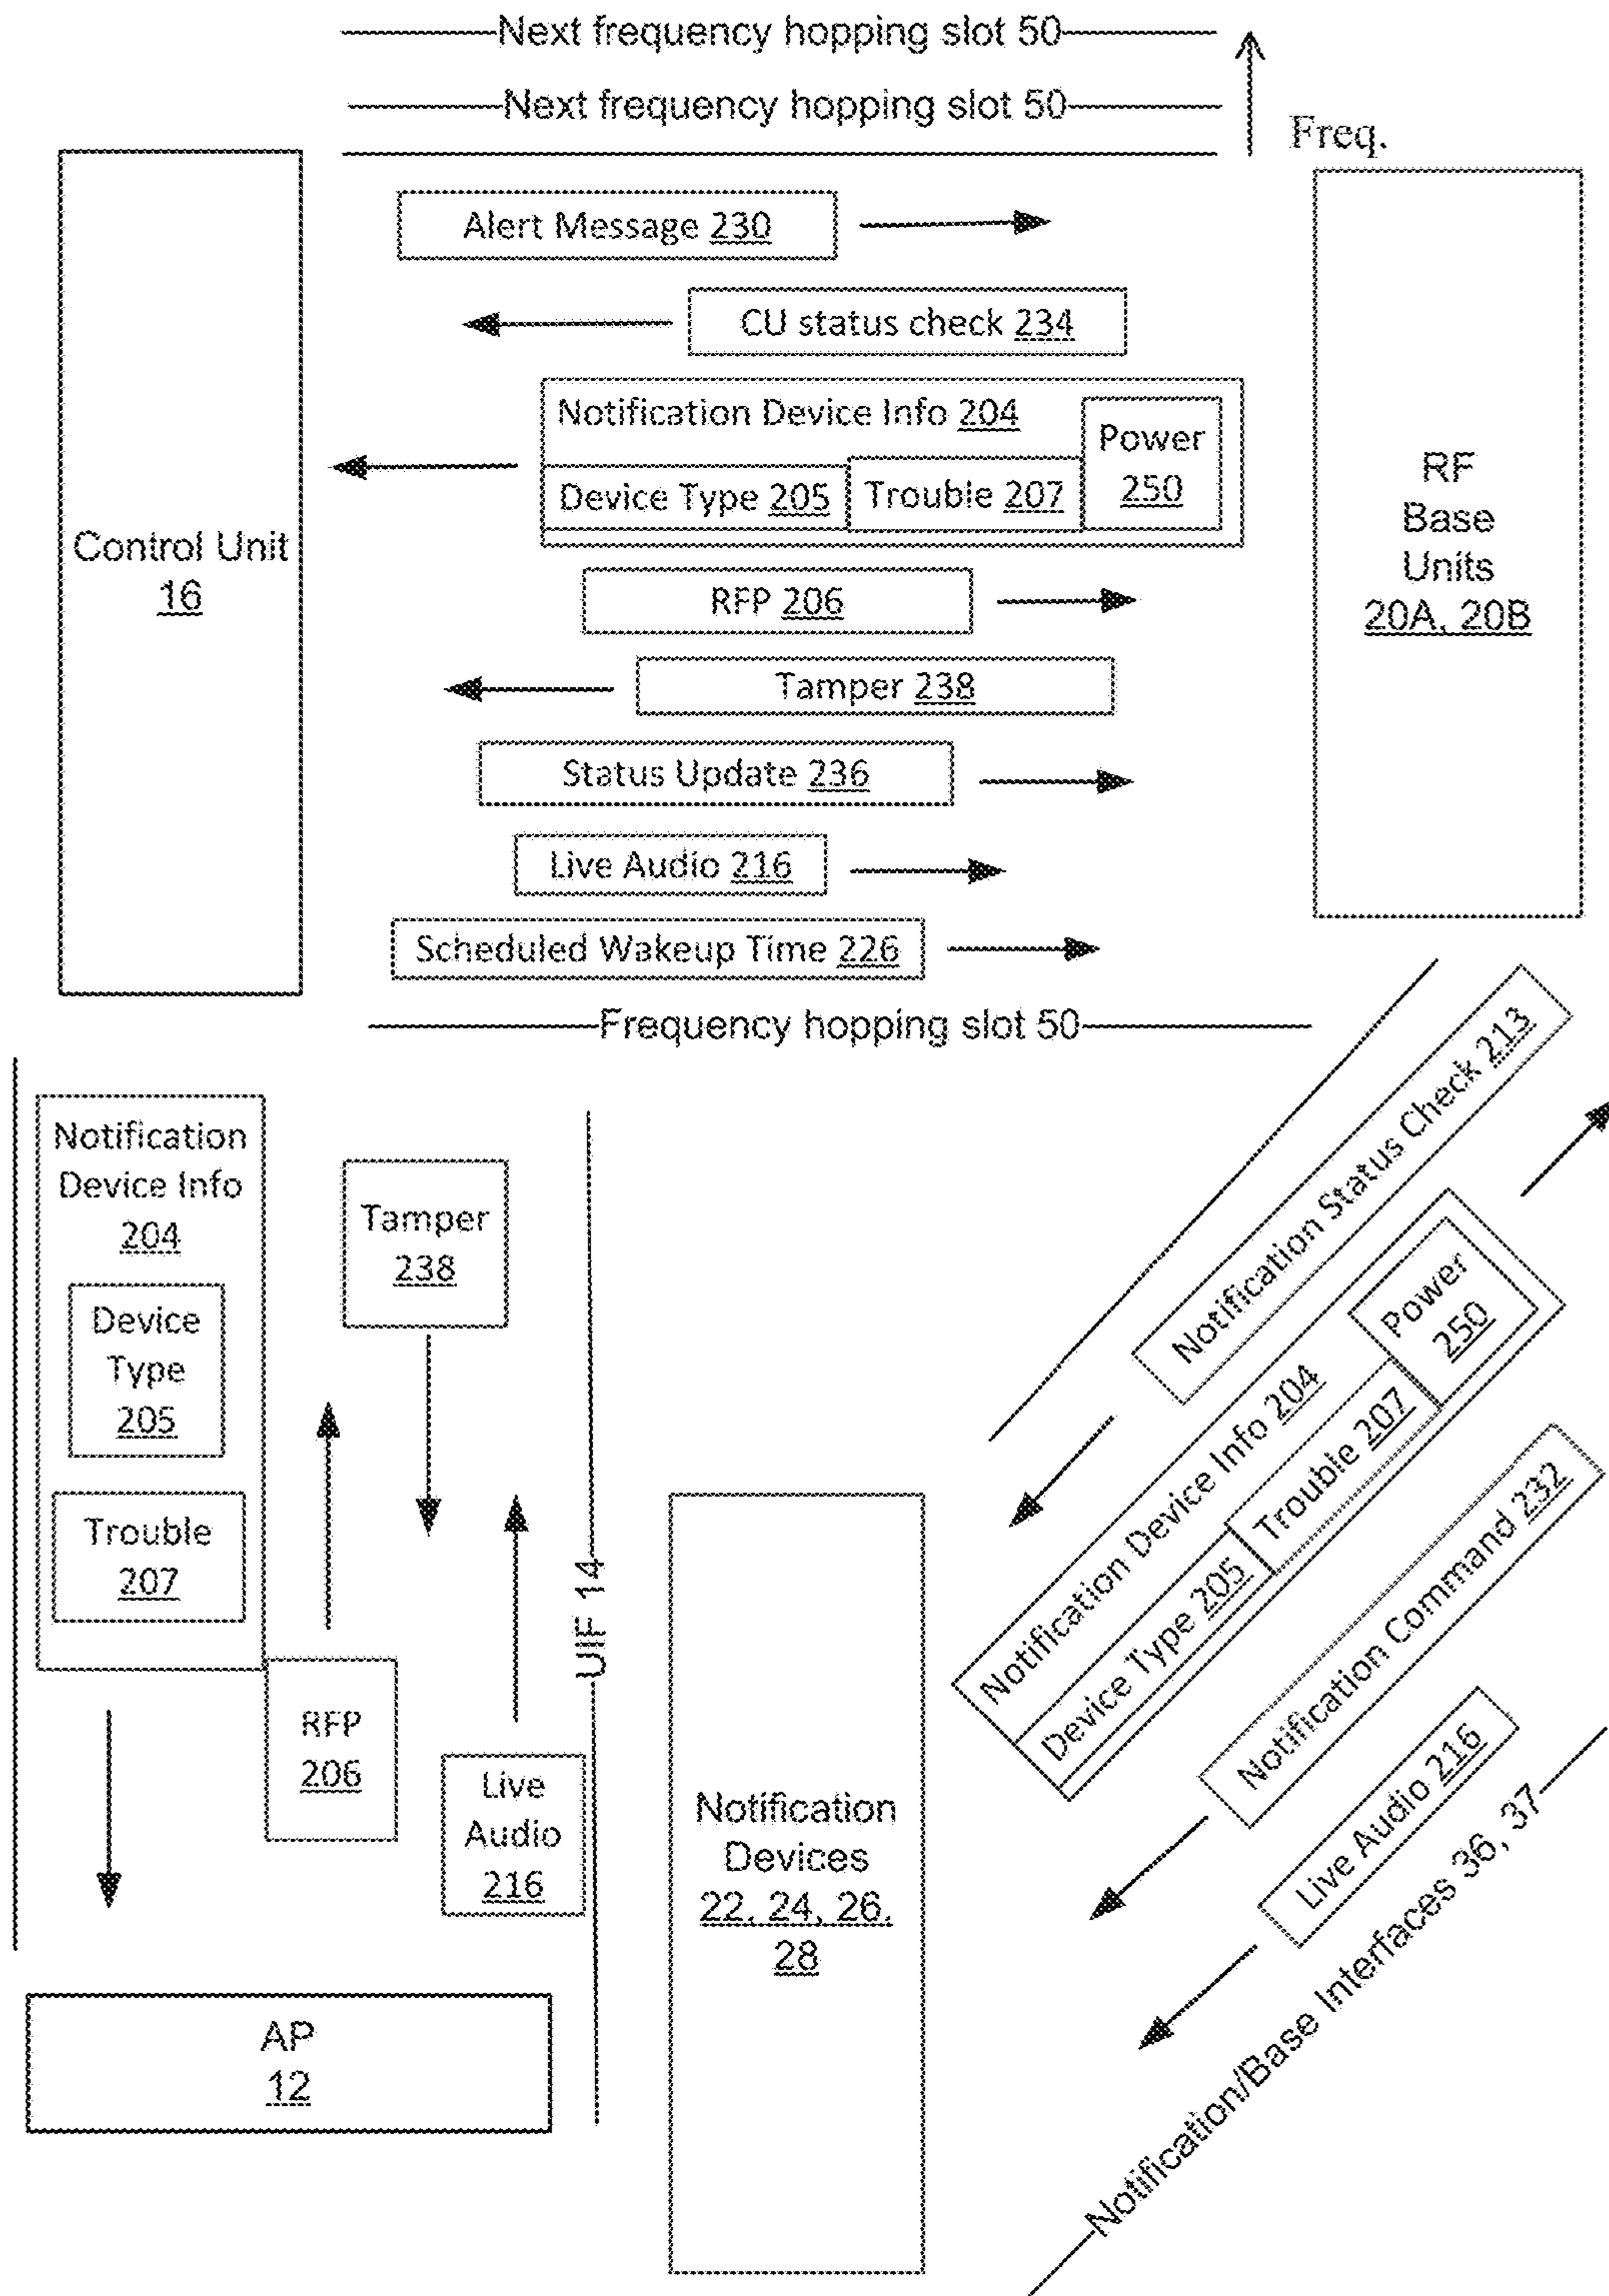 Next frequency hopping slot 50
Next frequency hopping slot 50
Freq.
Control Unit
16
Alert Message 230
CU status check 234
Notification Device Info 204
Power
250
Device Type 205
Trouble 207
RFP 206
Tamper 238
Status Update 236
Live Audio 216
Scheduled Wakeup Time 226
RF
Base
Units
20A, 20B
Frequency hopping slot 50
Notification
Device Info
204
Device
Type
205
Trouble
207
Tamper
238
RFP
206
Live
Audio
216
UIF 14
AP
12
Notification
Devices
22, 24, 26,
28
Notification Status Check 213
Notification Device Info 204
Power
250
Device Type 205
Trouble 207
Notification Command 232
Live Audio 216
Notification/Base Interfaces 36, 37